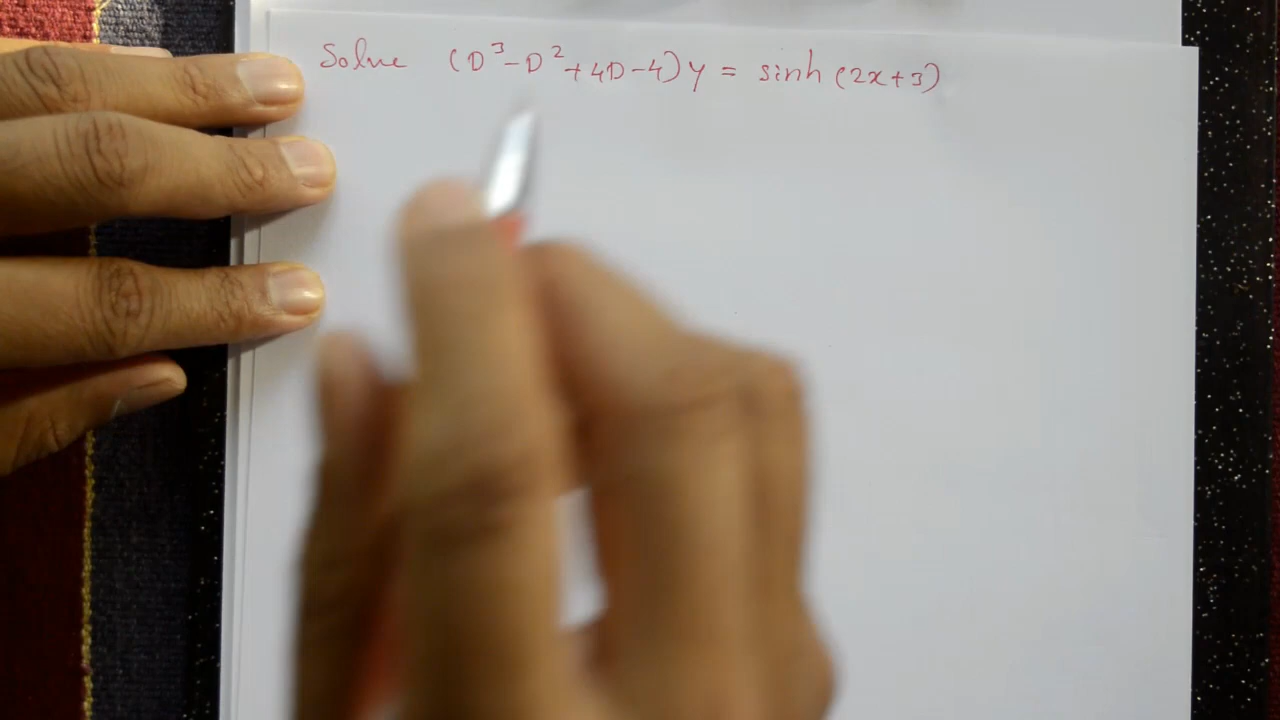 Solve (D³-D²+4D-4)y = sinh(2x+3)